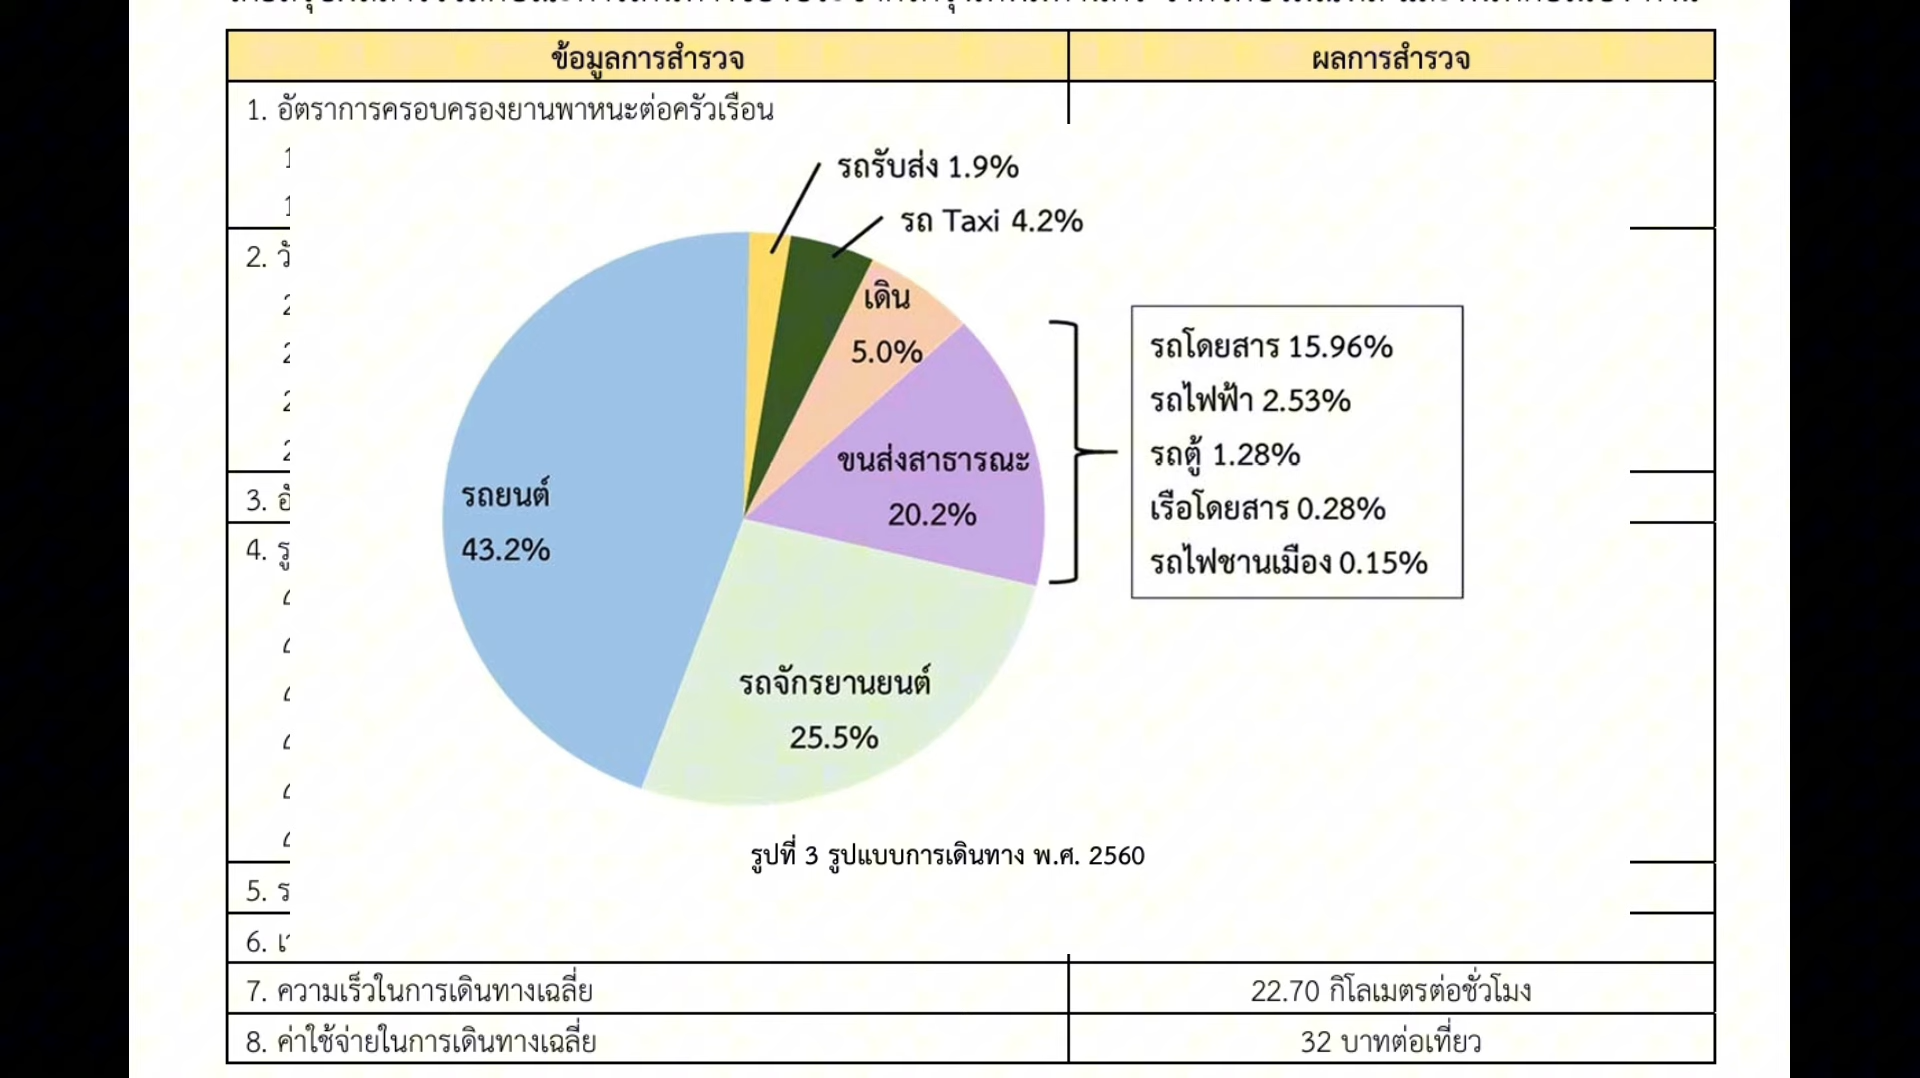 ข้อมูลการสำรวจ
ผลการสำรวจ
1. อัตราการครอบครองยานพาหนะต่อครัวเรือน
รถรับส่ง 1.9%
รถ Taxi 4.2%
2.
เดิน
5.0%
รถโดยสาร 15.96%
รถไฟฟ้า 2.53%
รถตู้ 1.28%
เรือโดยสาร 0.28%
รถไฟชานเมือง 0.15%
ขนส่งสาธารณะ
20.2%
รถยนต์
43.2%
3.
4.
รถจักรยานยนต์
25.5%
รูปที่ 3 รูปแบบการเดินทาง พ.ศ. 2560
5.
6.
7. ความเร็วในการเดินทางเฉลี่ย
22.70 กิโลเมตรต่อชั่วโมง
8. ค่าใช้จ่ายในการเดินทางเฉลี่ย
32 บาทต่อเที่ยว